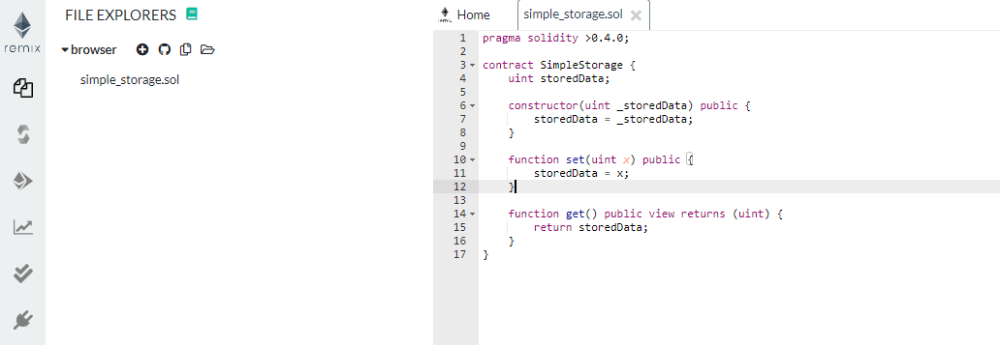 remix
FILE EXPLORERS
browser
simple_storage.sol
Home
simple_storage.sol
1 pragma solidity >0.4.0;
2
3 contract SimpleStorage {
4     uint storedData;
5
6     constructor(uint _storedData) public {
7         storedData = _storedData;
8     }
9
10     function set(uint x) public {
11         storedData = x;
12     }
13
14     function get() public view returns (uint) {
15         return storedData;
16     }
17 }